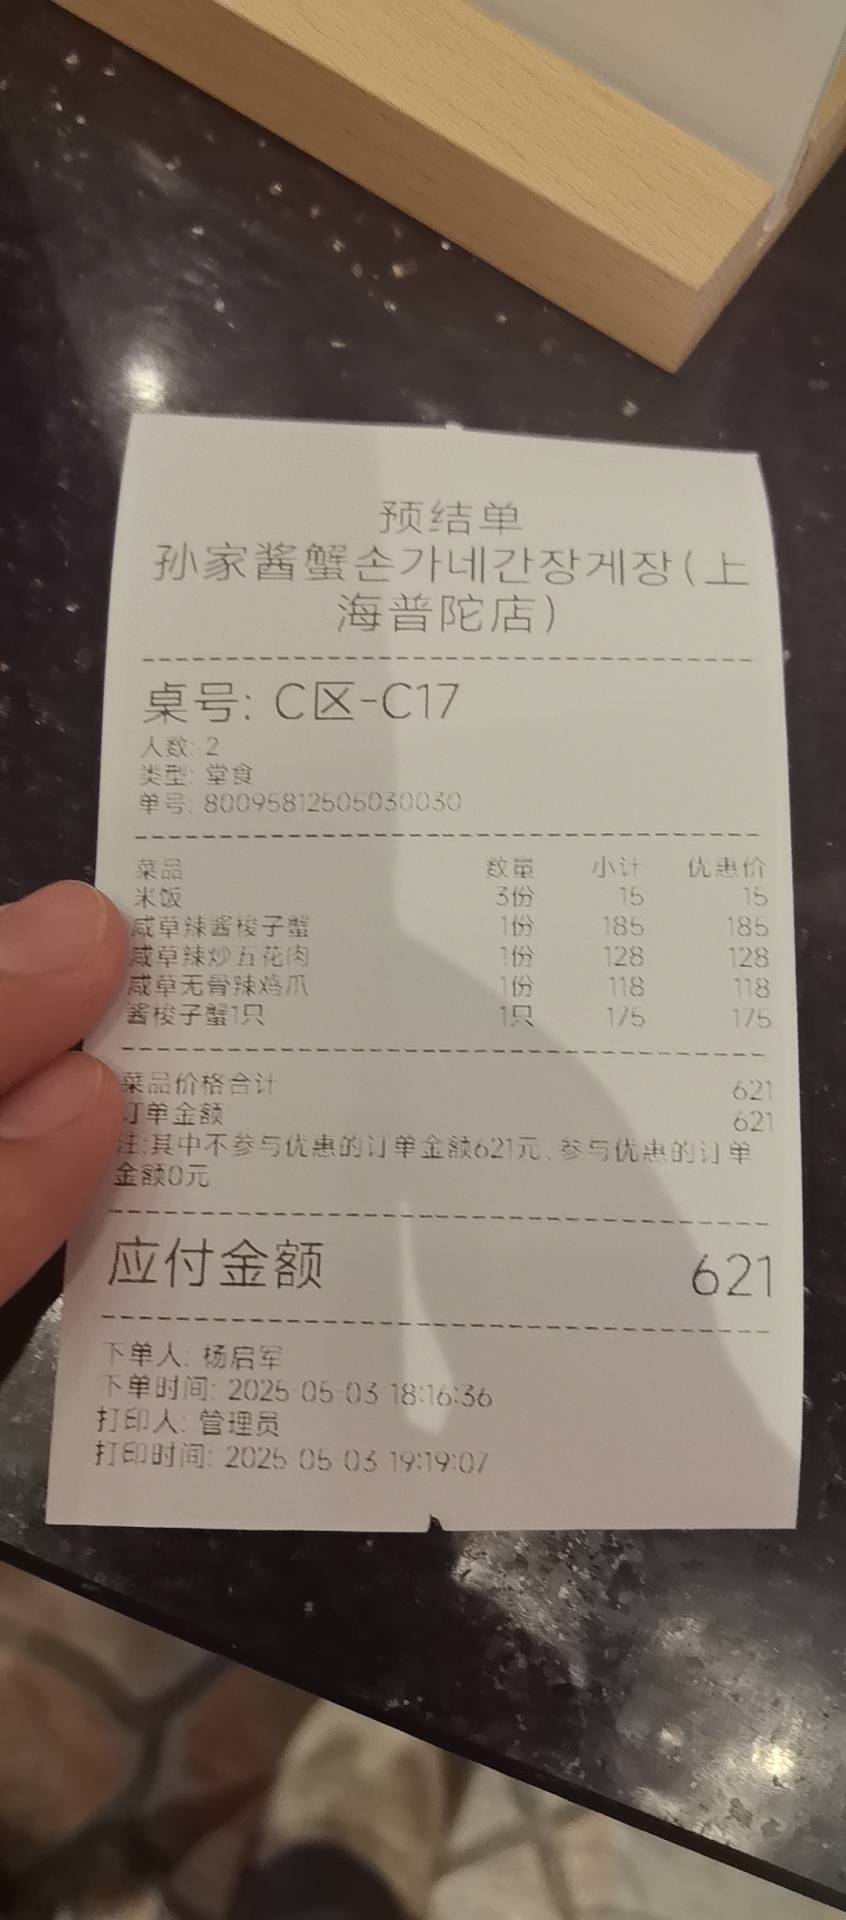 预结单
孙家酱蟹손가네간장게장(上
海普陀店)
桌号: C区-C17
人数: 2
类型: 堂食
单号: 80095812505030030
菜品 数量 小计 优惠价
米饭 3份 15 15
咸草辣酱梭子蟹 1份 185 185
咸草辣炒五花肉 1份 128 128
咸草无骨辣鸡爪 1份 118 118
酱梭子蟹1只 1只 175 175
菜品价格合计 621
订单金额 621
注:其中不参与优惠的订单金额621元, 参与优惠的订单
金额0元
应付金额 621
下单人: 杨启军
下单时间: 2025-05-03 18:16:36
打印人: 管理员
打印时间: 2025-05-03 19:19:07